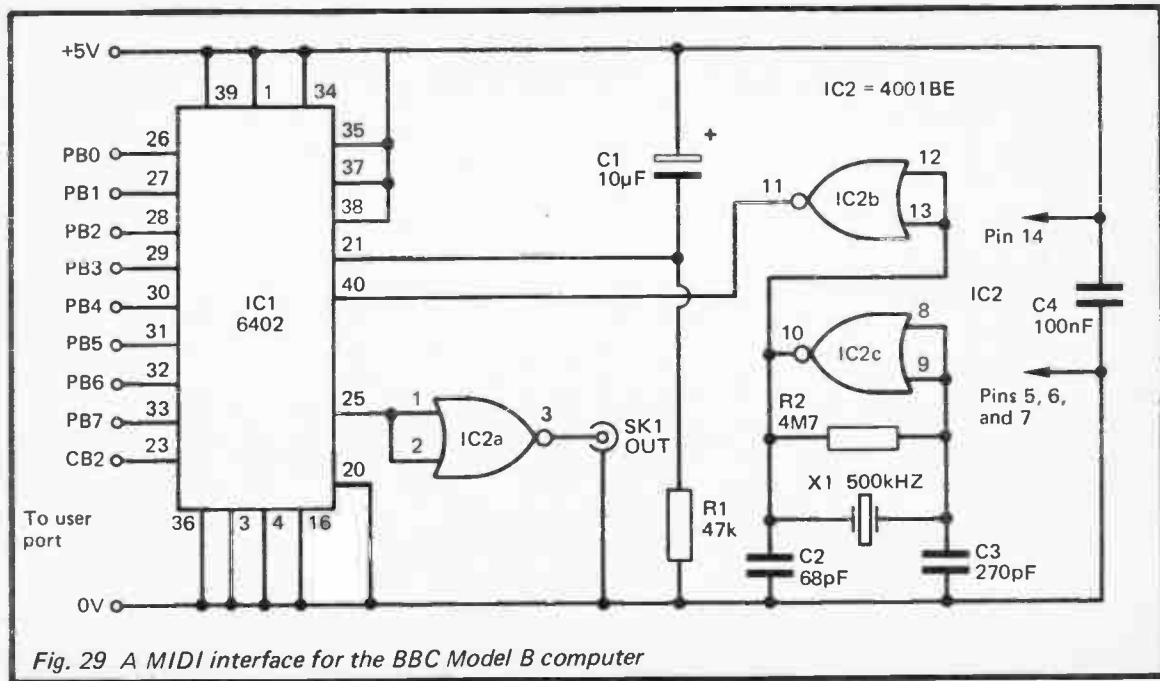 +5V
39 1 34
IC2 = 4001BE
35
PB0 26
37
PB1 27
38
PB2 28
21
PB3 29
40
PB4 30
IC1
6402
PB5 31
PB6 32
PB7 33
25
CB2 23
20
To user
port
36 3 4 16
0V
C1
10µF
+
1
2
IC2a
3
SK1
OUT
R1
47k
11
IC2b
12
13
10
IC2c
8
9
R2
4M7
X1 500kHZ
C2
68pF
C3
270pF
Pin 14
IC2
C4
100nF
Pins 5, 6,
and 7
Fig. 29 A MIDI interface for the BBC Model B computer